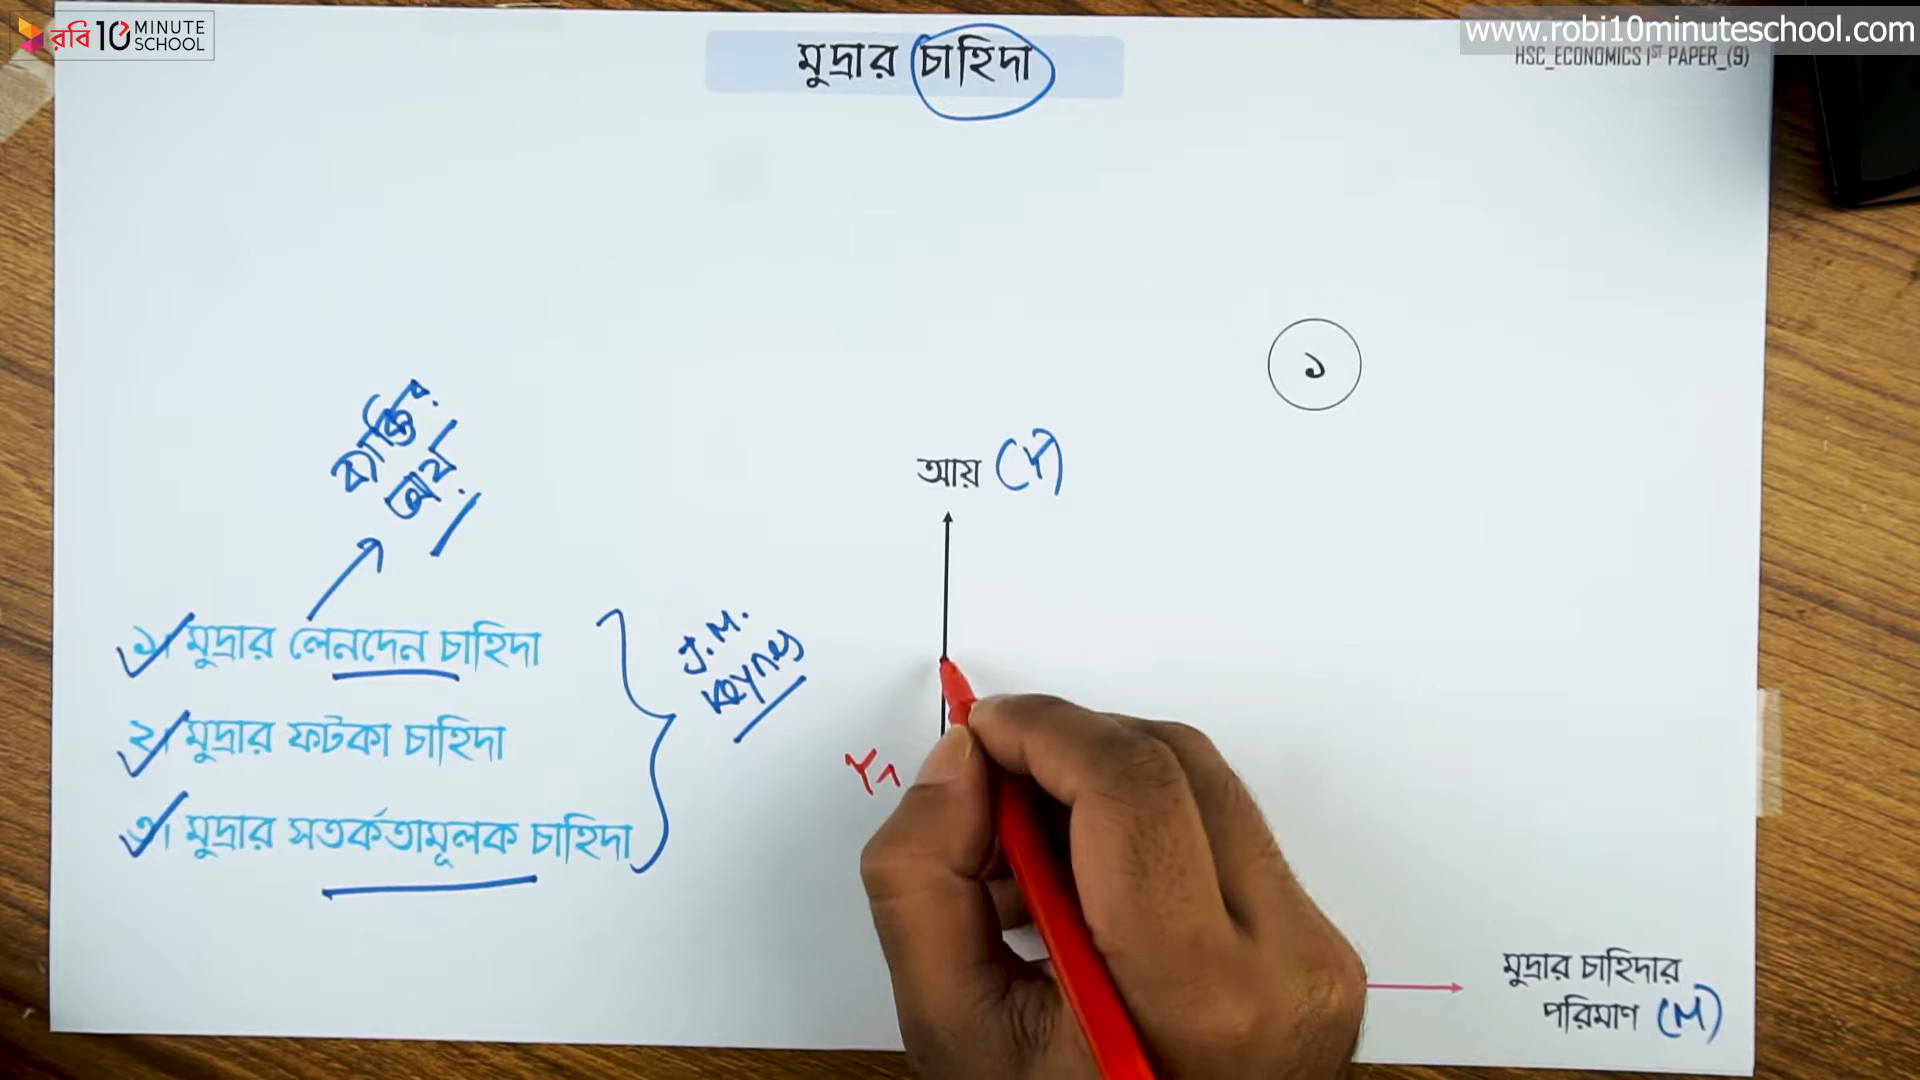 রবি 10 MINUTE SCHOOL
www.robi10minuteschool.com
HSC_ECONOMICS 1ST PAPER_(9)
মুদ্রার চাহিদা
১
আয় (Y)
১। মুদ্রার লেনদেন চাহিদা
২। মুদ্রার ফটকা চাহিদা
৩। মুদ্রার সতর্কতামূলক চাহিদা
J.M.
Keynes
Y১
মুদ্রার চাহিদার
পরিমাণ (M)